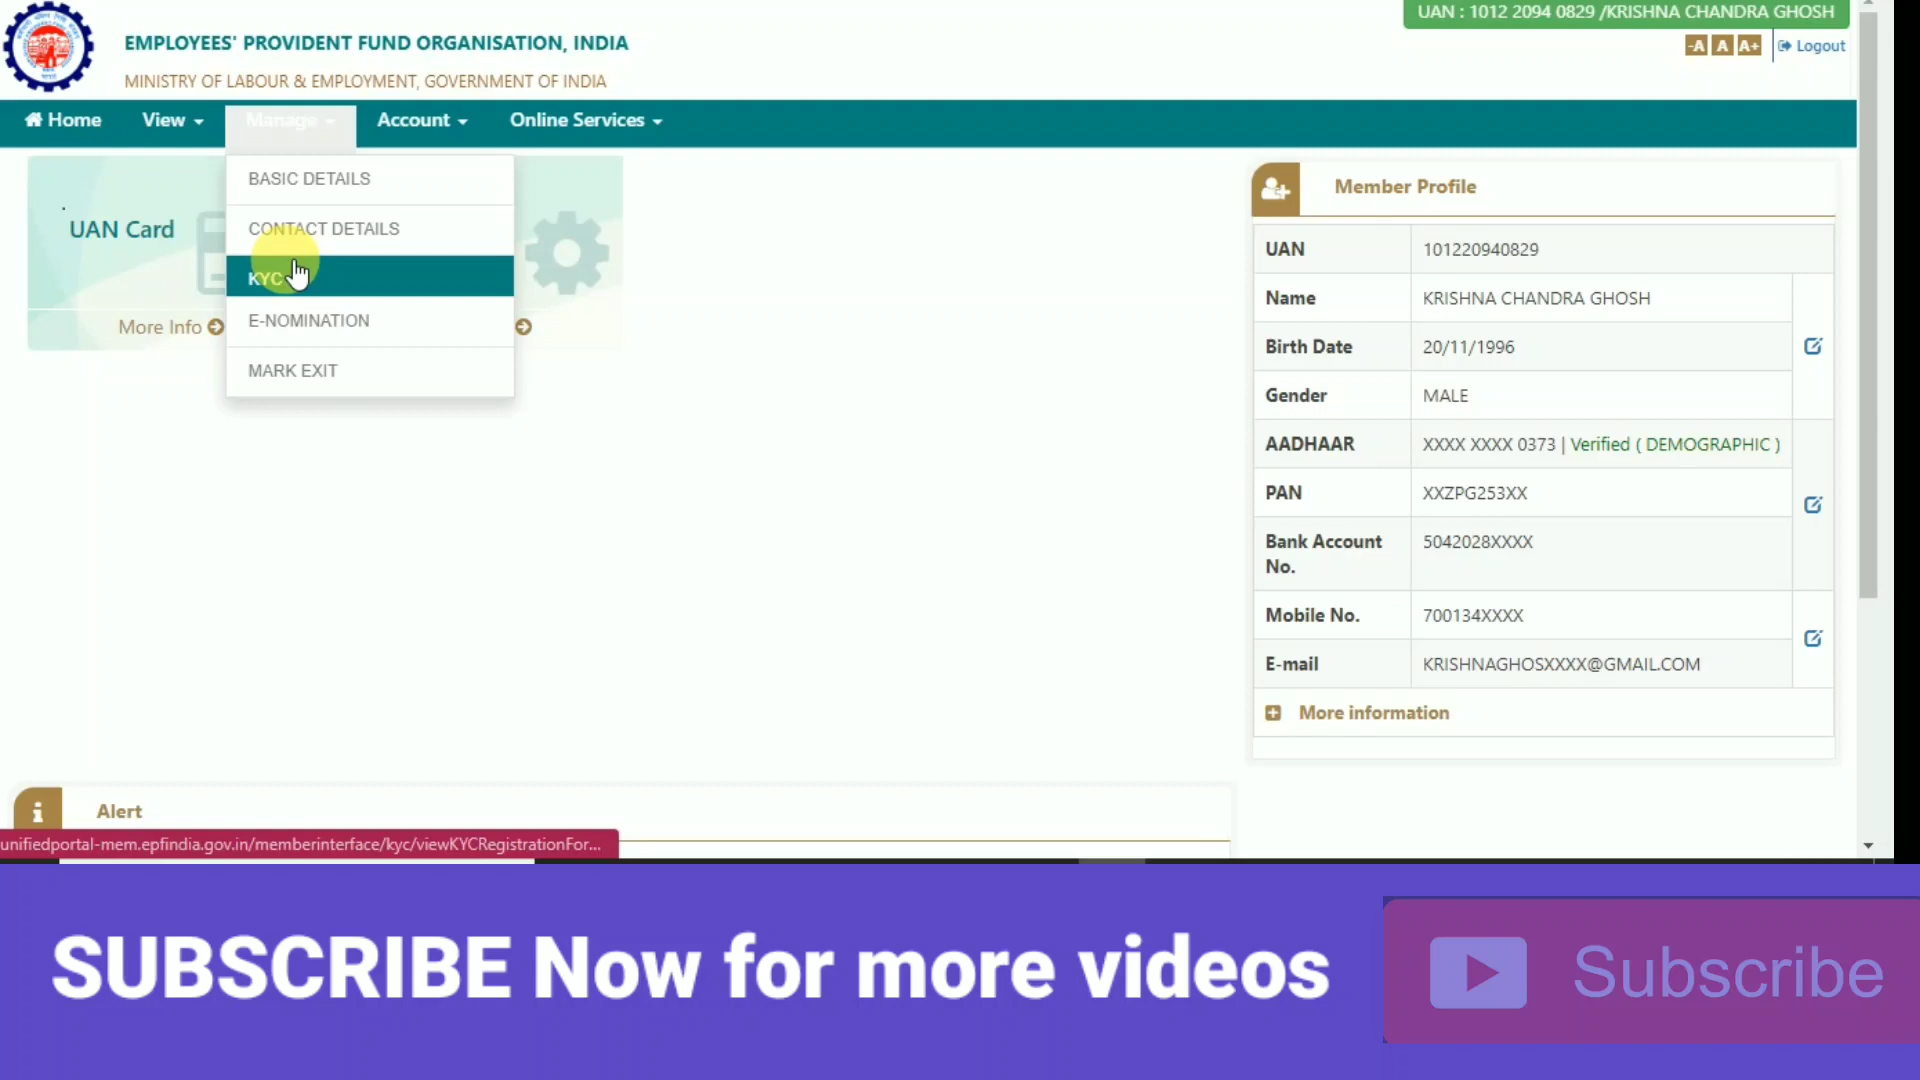 UAN : 1012 2094 0829 /KRISHNA CHANDRA GHOSH
EMPLOYEES' PROVIDENT FUND ORGANISATION, INDIA
-A A A+ Logout
MINISTRY OF LABOUR & EMPLOYMENT, GOVERNMENT OF INDIA
Home View Manage Account Online Services
BASIC DETAILS
CONTACT DETAILS
KYC
E-NOMINATION
MARK EXIT
UAN Card
More Info
Member Profile
UAN 101220940829
Name KRISHNA CHANDRA GHOSH
Birth Date 20/11/1996
Gender MALE
AADHAAR XXXX XXXX 0373 | Verified ( DEMOGRAPHIC )
PAN XXZPG253XX
Bank Account No. 5042028XXXX
Mobile No. 700134XXXX
E-mail KRISHNAGHOSXXXX@GMAIL.COM
More information
Alert
unifiedportal-mem.epfindia.gov.in/memberinterface/kyc/viewKYCRegistrationFor...
SUBSCRIBE Now for more videos
Subscribe